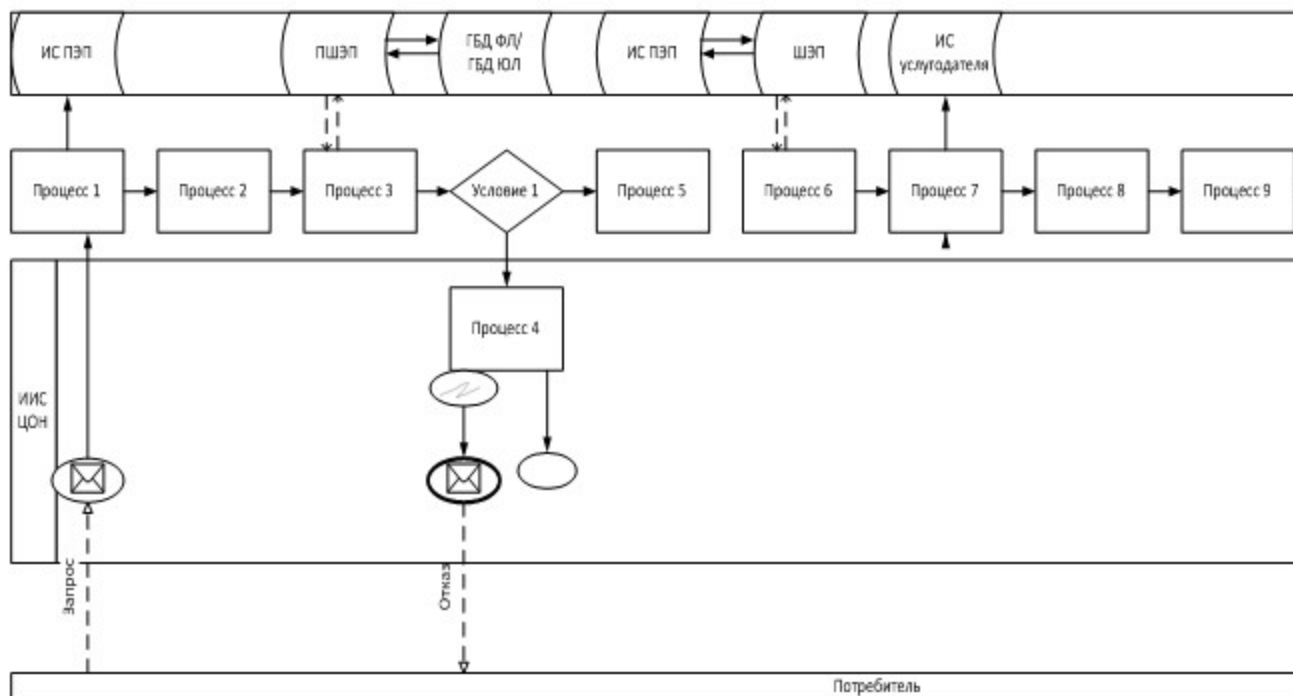 ИС ПЭП
ПШЭП
ГБД ФЛ/
ГБД ЮЛ
ИС ПЭП
ШЭП
ИС
услугодателя
Процесс 1
Процесс 2
Процесс 3
Условие 1
Процесс 5
Процесс 6
Процесс 7
Процесс 8
Процесс 9
Процесс 4
ИИС
ЦОН
Запрос
Отказ
Потребитель